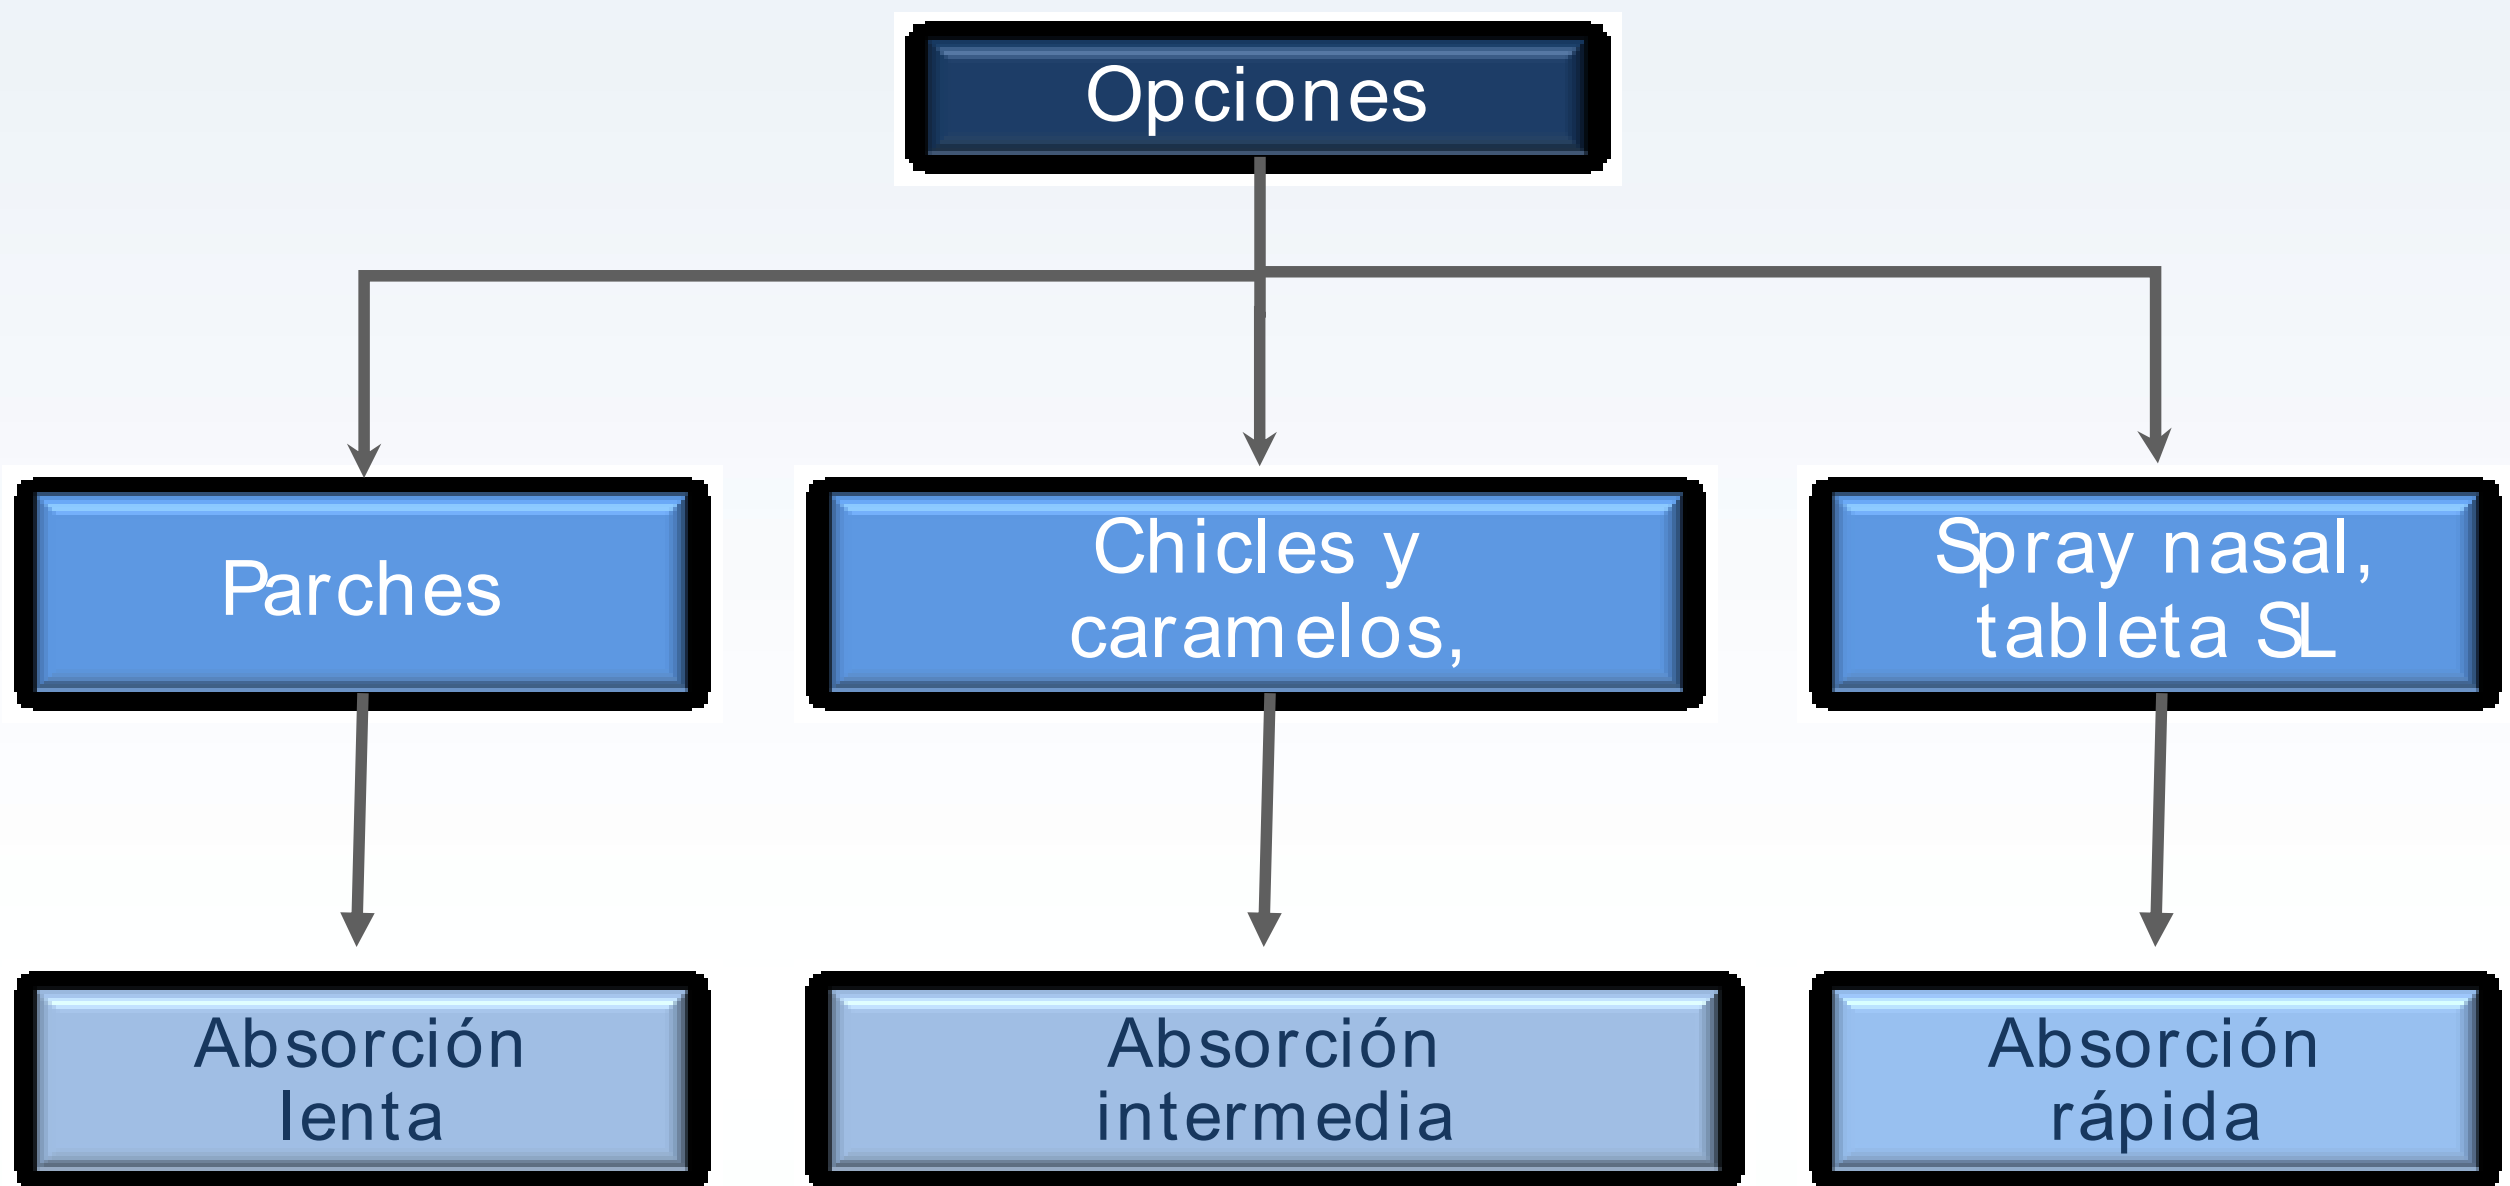 Opciones
Parches
Chicles y
caramelos,
Spray nasal,
tableta SL
Absorción
lenta
Absorción
intermedia
Absorción
rápida